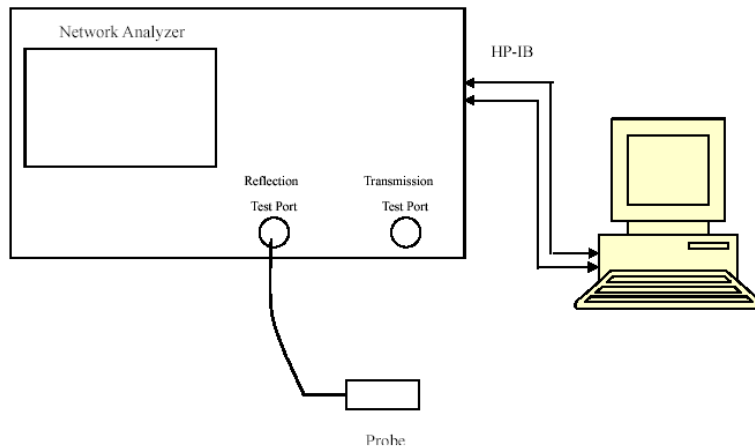 Network Analyzer
HP-IB
Reflection
Test Port
Transmission
Test Port
Probe